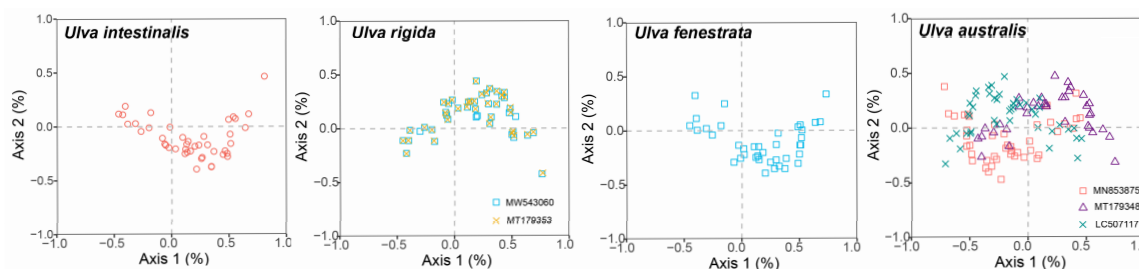 Ulva intestinalis
1.0
0.5
0.0
−0.5
−1.0
−1.0 −0.5 0.0 0.5 1.0
Axis 2 (%)
Axis 1 (%)
Ulva rigida
1.0
0.5
0.0
−0.5
−1.0
−1.0 −0.5 0.0 0.5 1.0
Axis 2 (%)
Axis 1 (%)
MW543060
MT179353
Ulva fenestrata
1.0
0.5
0.0
−0.5
−1.0
−1.0 −0.5 0.0 0.5 1.0
Axis 2 (%)
Axis 1 (%)
Ulva australis
1.0
0.5
0.0
−0.5
−1.0
−1.0 −0.5 0.0 0.5 1.0
Axis 2 (%)
Axis 1 (%)
MN853875
MT179348
LC507117